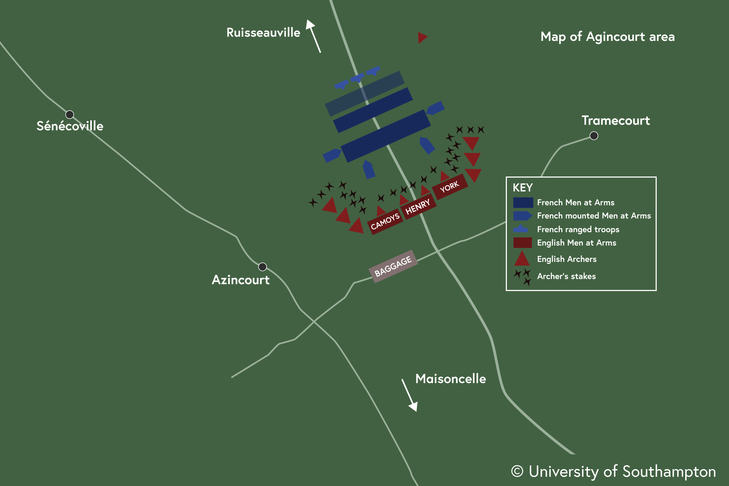 Ruisseauville
Map of Agincourt area
Sénécoville
Tramecourt
KEY
French Men at Arms
French mounted Men at Arms
French ranged troops
English Men at Arms
English Archers
Archer's stakes
YORK
HENRY
CAMOYS
BAGGAGE
Azincourt
Maisoncelle
© University of Southampton